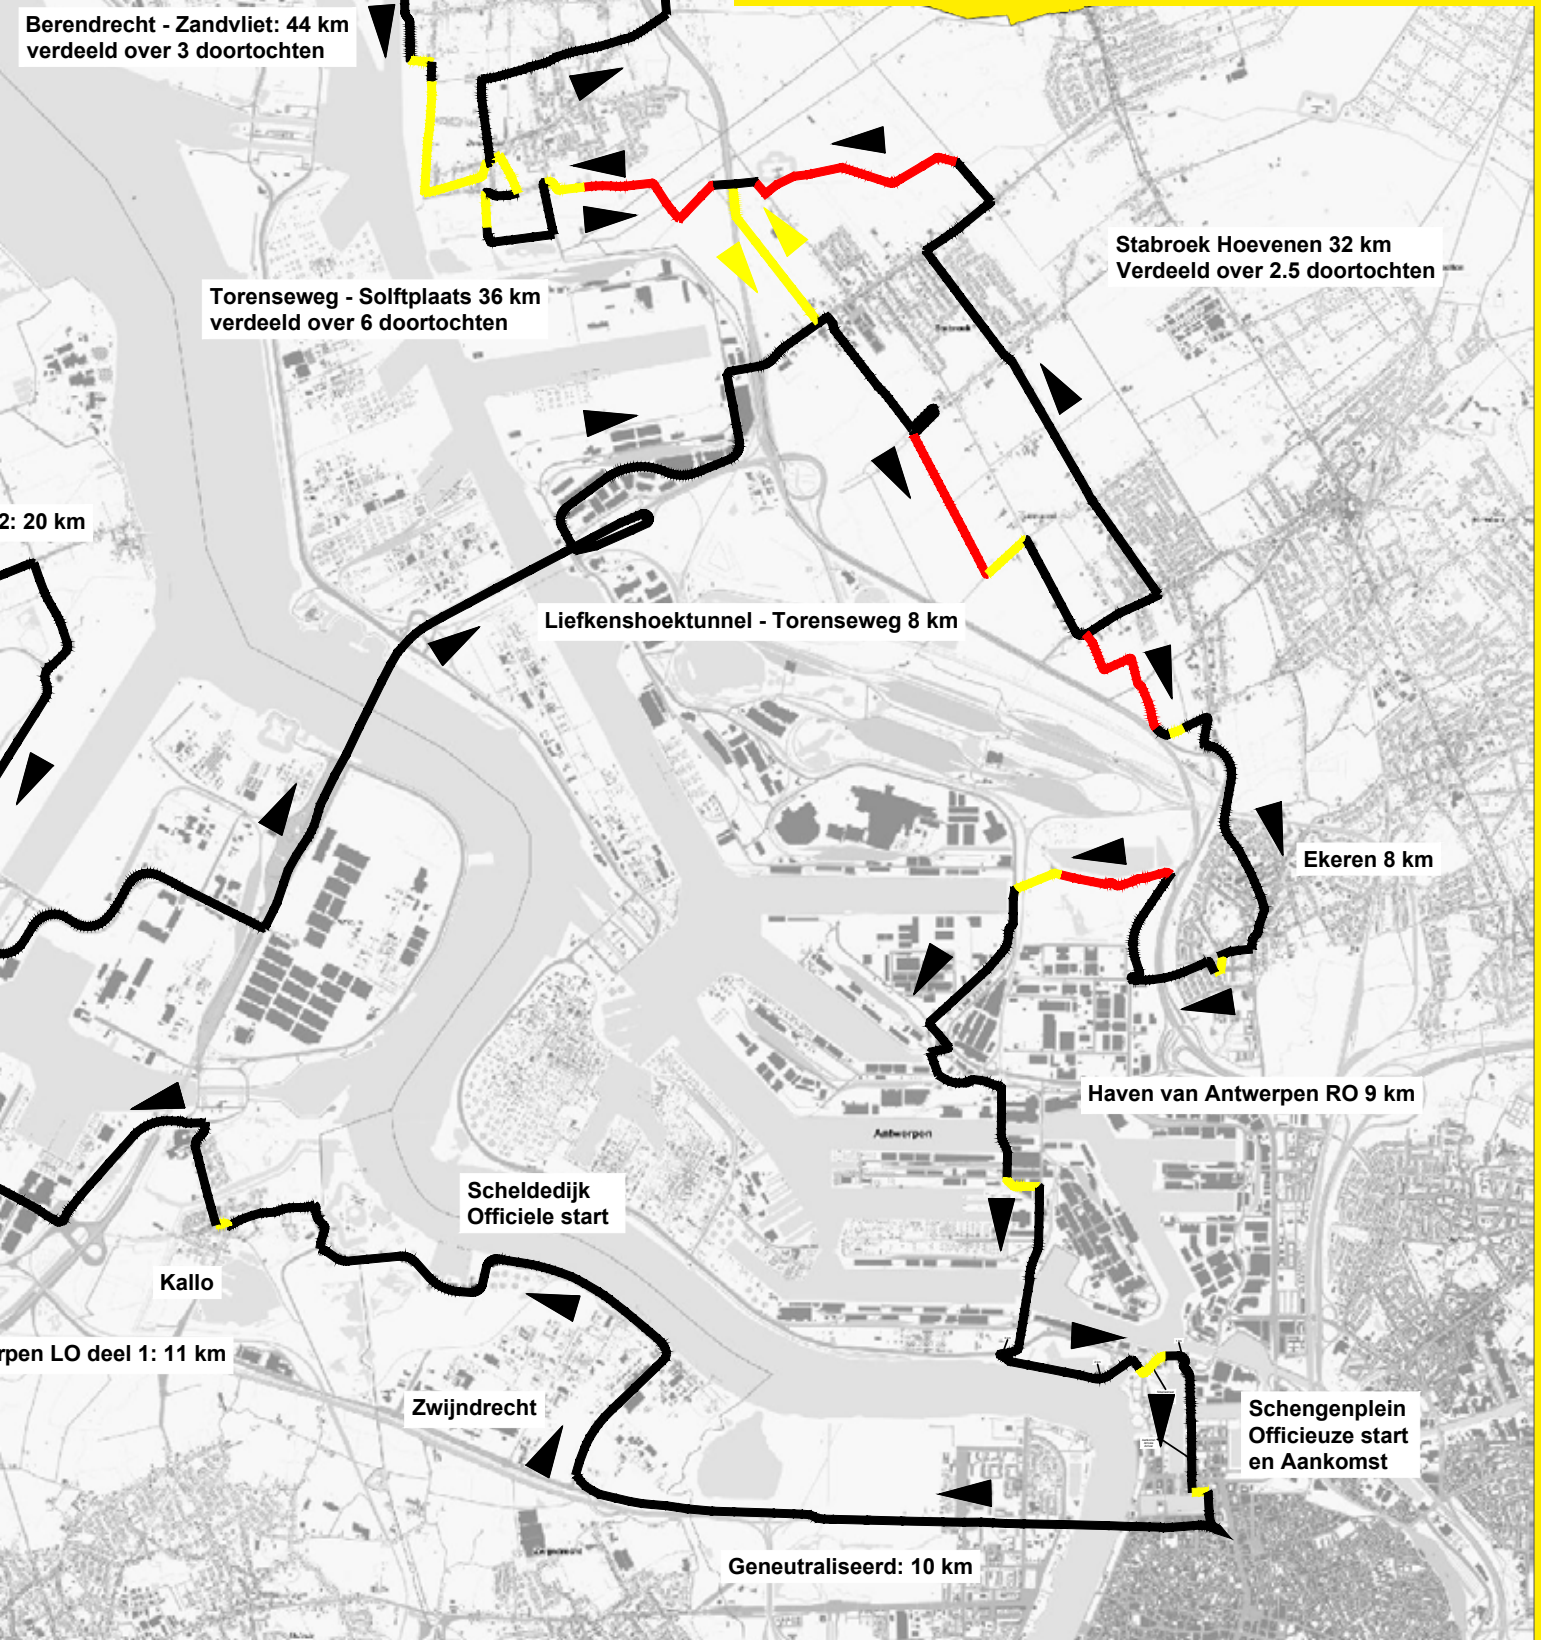 Berendrecht - Zandvliet: 44 km
verdeeld over 3 doortochten
Stabroek Hoevenen 32 km
Verdeeld over 2.5 doortochten
Torenseweg - Solftplaats 36 km
verdeeld over 6 doortochten
2: 20 km
Liefkenshoektunnel - Torenseweg 8 km
Ekeren 8 km
Haven van Antwerpen RO 9 km
Antwerpen
Scheldedijk
Officiele start
Kallo
rpen LO deel 1: 11 km
Zwijndrecht
Schengenplein
Officieuze start
en Aankomst
Geneutraliseerd: 10 km